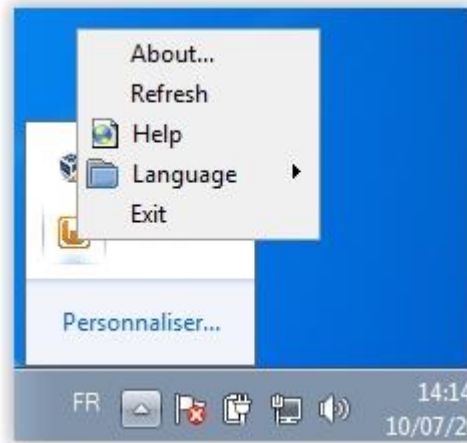 About...
Refresh
Help
Language
Exit
Personnaliser...
FR
14:14
10/07/2